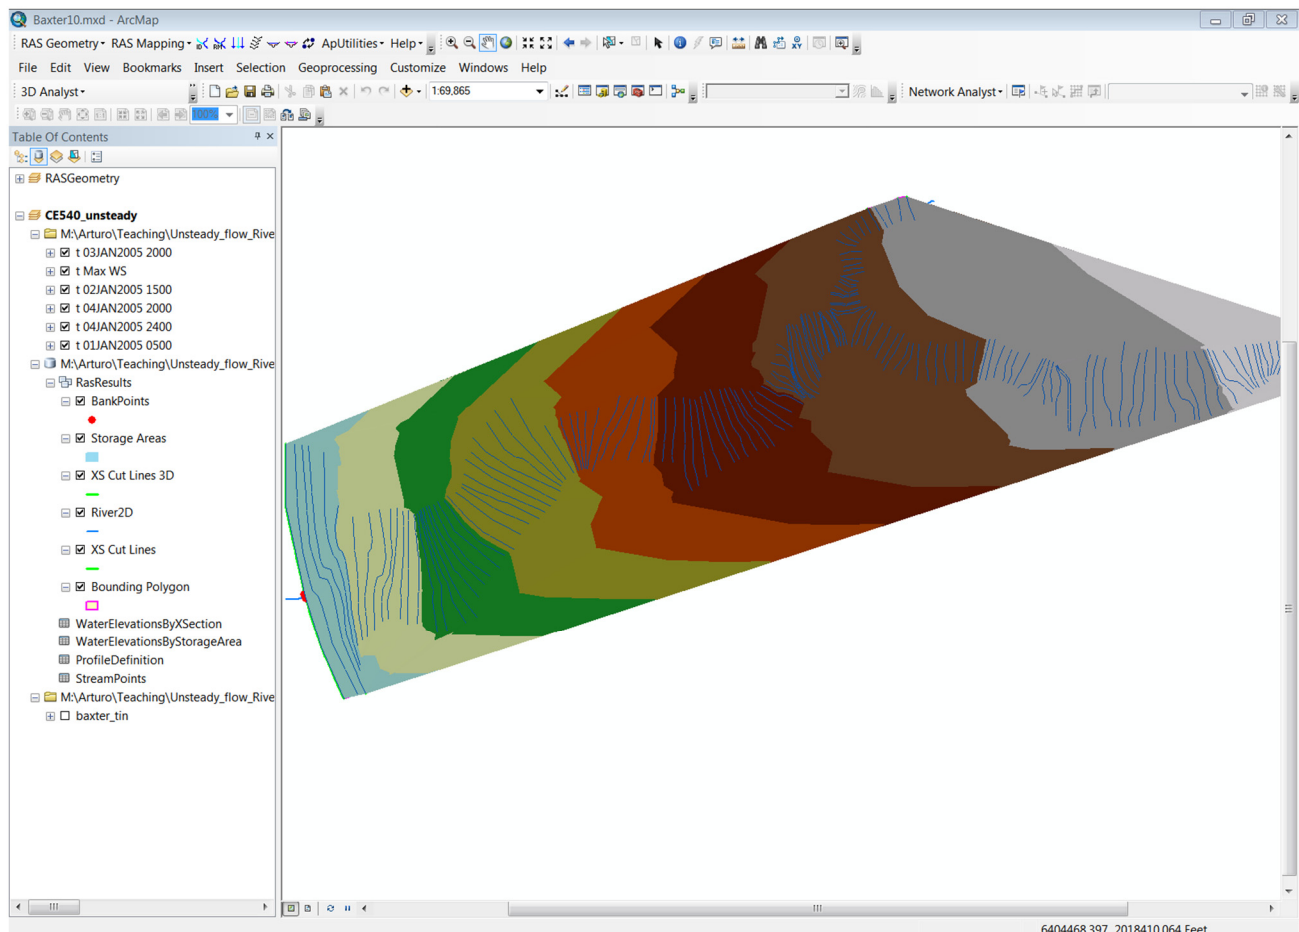 Baxter10.mxd - ArcMap
RAS Geometry RAS Mapping ApUtilities Help
File Edit View Bookmarks Insert Selection Geoprocessing Customize Windows Help
3D Analyst 1:69,865 Network Analyst
100%
Table Of Contents
RASGeometry
CE540_unsteady
M:\Arturo\Teaching\Unsteady_flow_Rive
t 03JAN2005 2000
t Max WS
t 02JAN2005 1500
t 04JAN2005 2000
t 04JAN2005 2400
t 01JAN2005 0500
M:\Arturo\Teaching\Unsteady_flow_Rive
RasResults
BankPoints
Storage Areas
XS Cut Lines 3D
River2D
XS Cut Lines
Bounding Polygon
WaterElevationsByXSection
WaterElevationsByStorageArea
ProfileDefinition
StreamPoints
M:\Arturo\Teaching\Unsteady_flow_Rive
baxter_tin
6404468.397 2018410.064 Feet